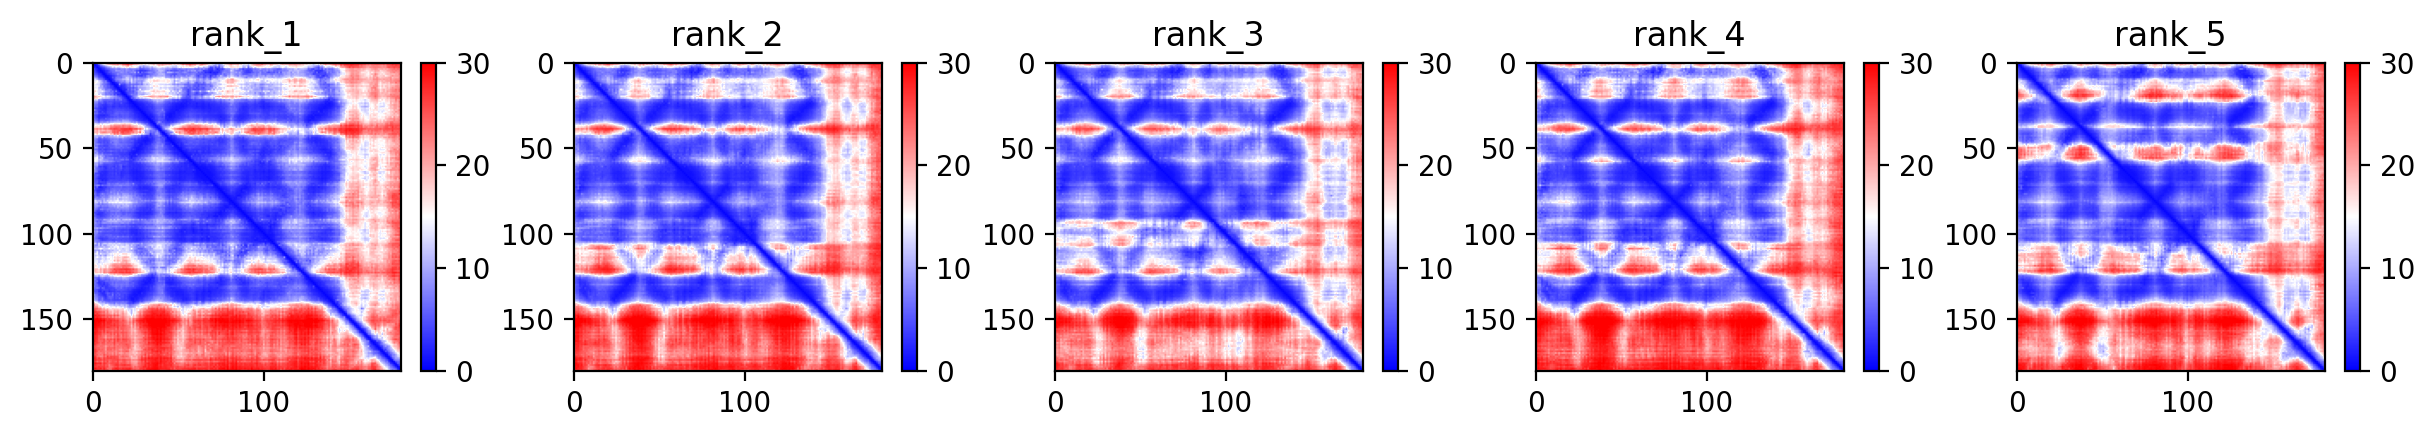 rank_1 rank_2 rank_3 rank_4 rank_5
0 30 0 30 0 30 0 30 0 30
50 20 50 20 50 20 50 20 50 20
100 10 100 10 100 10 100 10 100 10
150 0 150 0 150 0 150 0 150 0
0 100 0 100 0 100 0 100 0 100